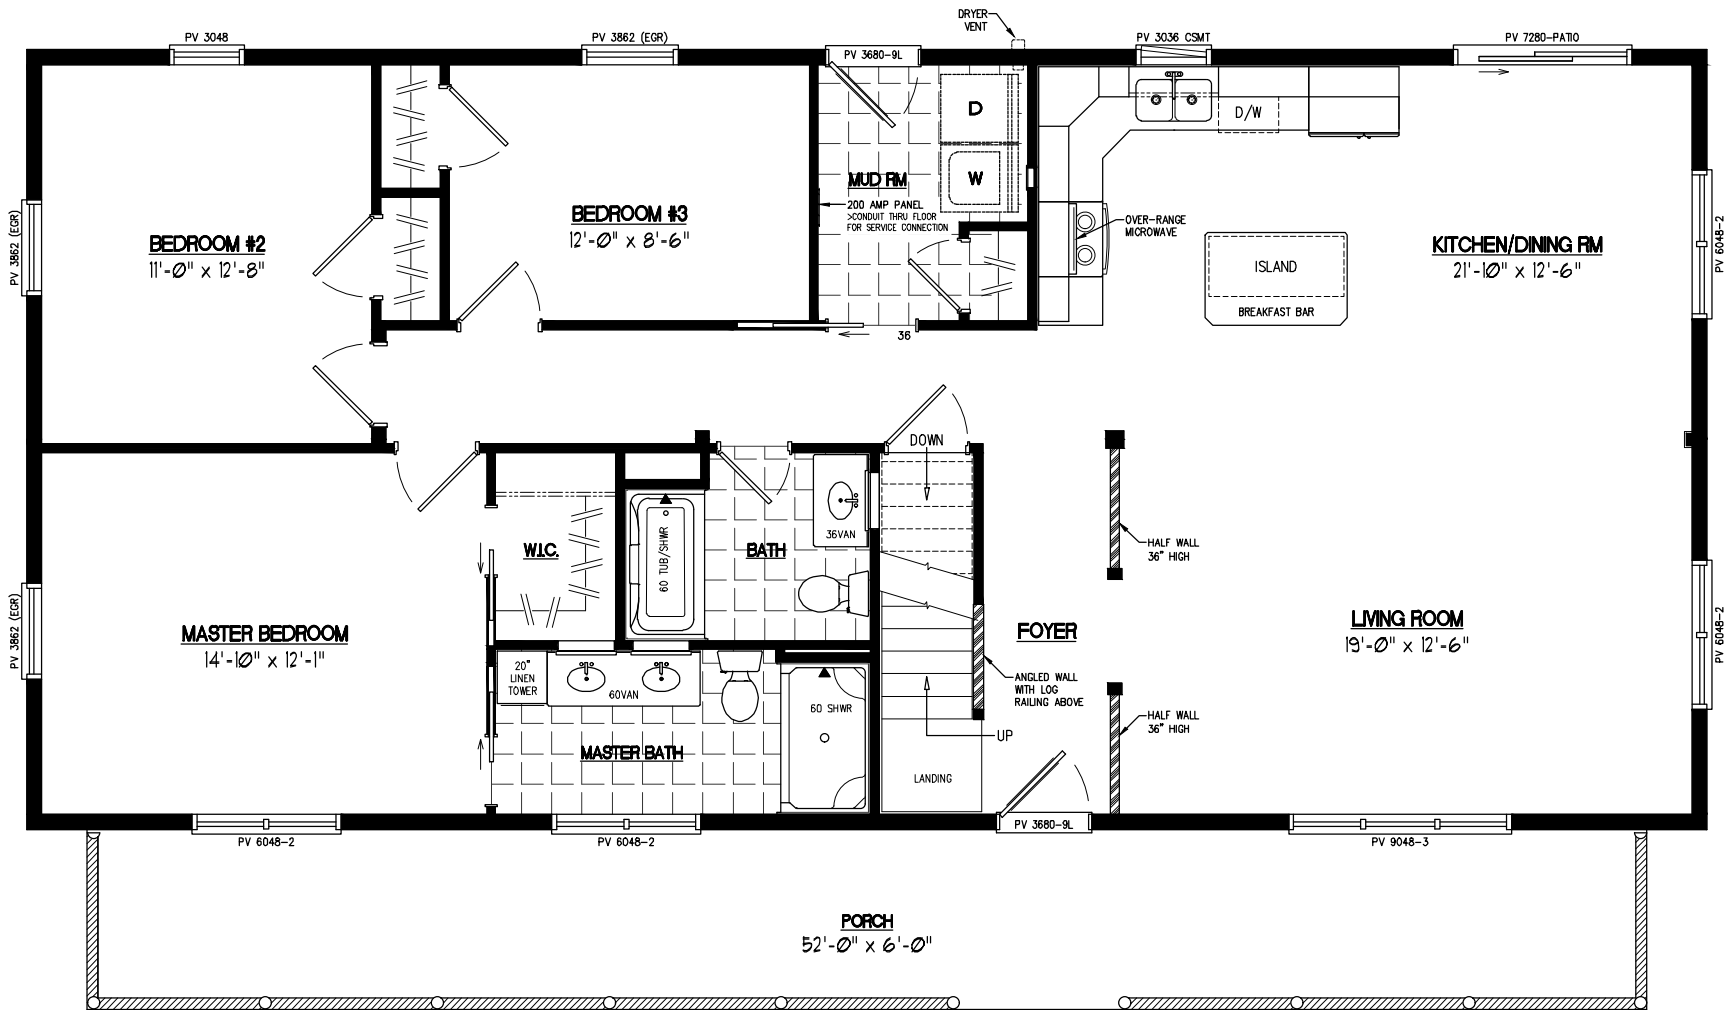 DRYER
VENT
PV 3048
PV 3862 (EGR)
PV 3680-9L
PV 3036 CSMT
PV 7280-PATIO
D
D/W
W
MUD RM
200 AMP PANEL
>CONDUIT THRU FLOOR
FOR SERVICE CONNECTION
OVER-RANGE
MICROWAVE
BEDROOM #3
12'-0" x 8'-6"
BEDROOM #2
11'-0" x 12'-8"
PV 3862 (EGR)
KITCHEN/DINING RM
21'-10" x 12'-6"
PV 6048-2
ISLAND
BREAKFAST BAR
36
DOWN
36VAN
BATH
60 TUB/SHWR
W.I.C.
HALF WALL
36" HIGH
PV 3862 (EGR)
MASTER BEDROOM
14'-10" x 12'-1"
FOYER
LIVING ROOM
19'-0" x 12'-6"
PV 6048-2
20"
LINEN
TOWER
60VAN
60 SHWR
ANGLED WALL
WITH LOG
RAILING ABOVE
HALF WALL
36" HIGH
UP
MASTER BATH
LANDING
PV 6048-2
PV 6048-2
PV 3680-9L
PV 9048-3
PORCH
52'-0" x 6'-0"